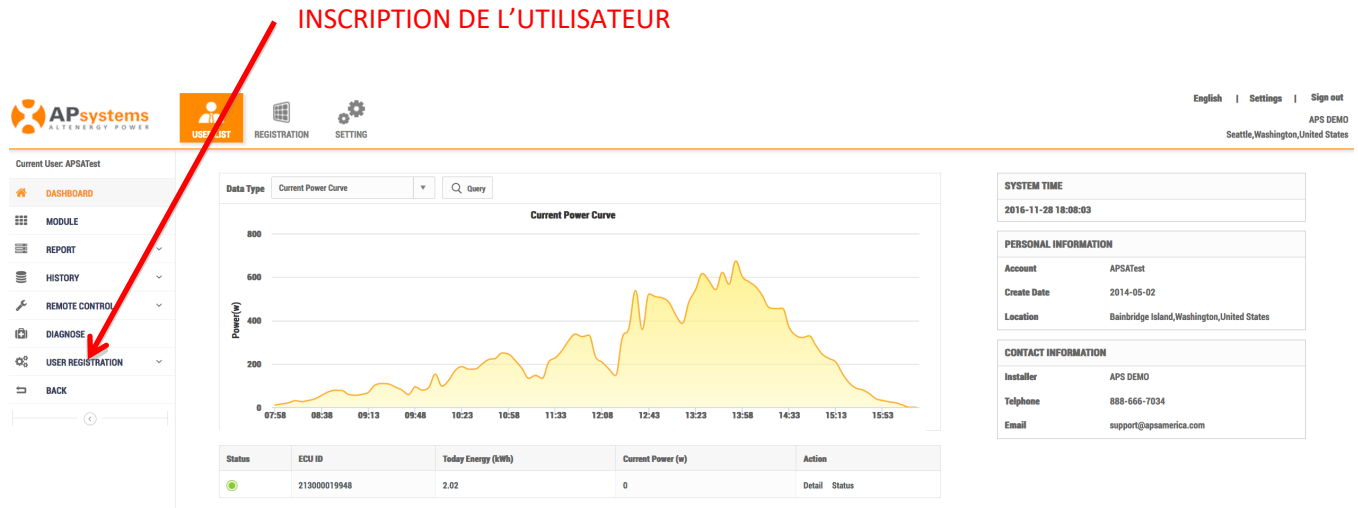 INSCRIPTION DE L’UTILISATEUR
APsystems
ALTENERGY POWER
USER LIST
REGISTRATION
SETTING
English | Settings | Sign out
APS DEMO
Seattle,Washington,United States
Current User: APSATest
DASHBOARD
MODULE
REPORT
HISTORY
REMOTE CONTROL
DIAGNOSE
USER REGISTRATION
BACK
Data Type Current Power Curve Query
Current Power Curve
Power(w)
800
600
400
200
0
07:58 08:38 09:13 09:48 10:23 10:58 11:33 12:08 12:43 13:23 13:58 14:33 15:13 15:53
Status ECU ID Today Energy (kWh) Current Power (w) Action
213000019948 2.02 0 Detail Status
SYSTEM TIME
2016-11-28 18:08:03
PERSONAL INFORMATION
Account APSATest
Create Date 2014-05-02
Location Bainbridge Island,Washington,United States
CONTACT INFORMATION
Installer APS DEMO
Telphone 888-666-7034
Email support@apsamerica.com